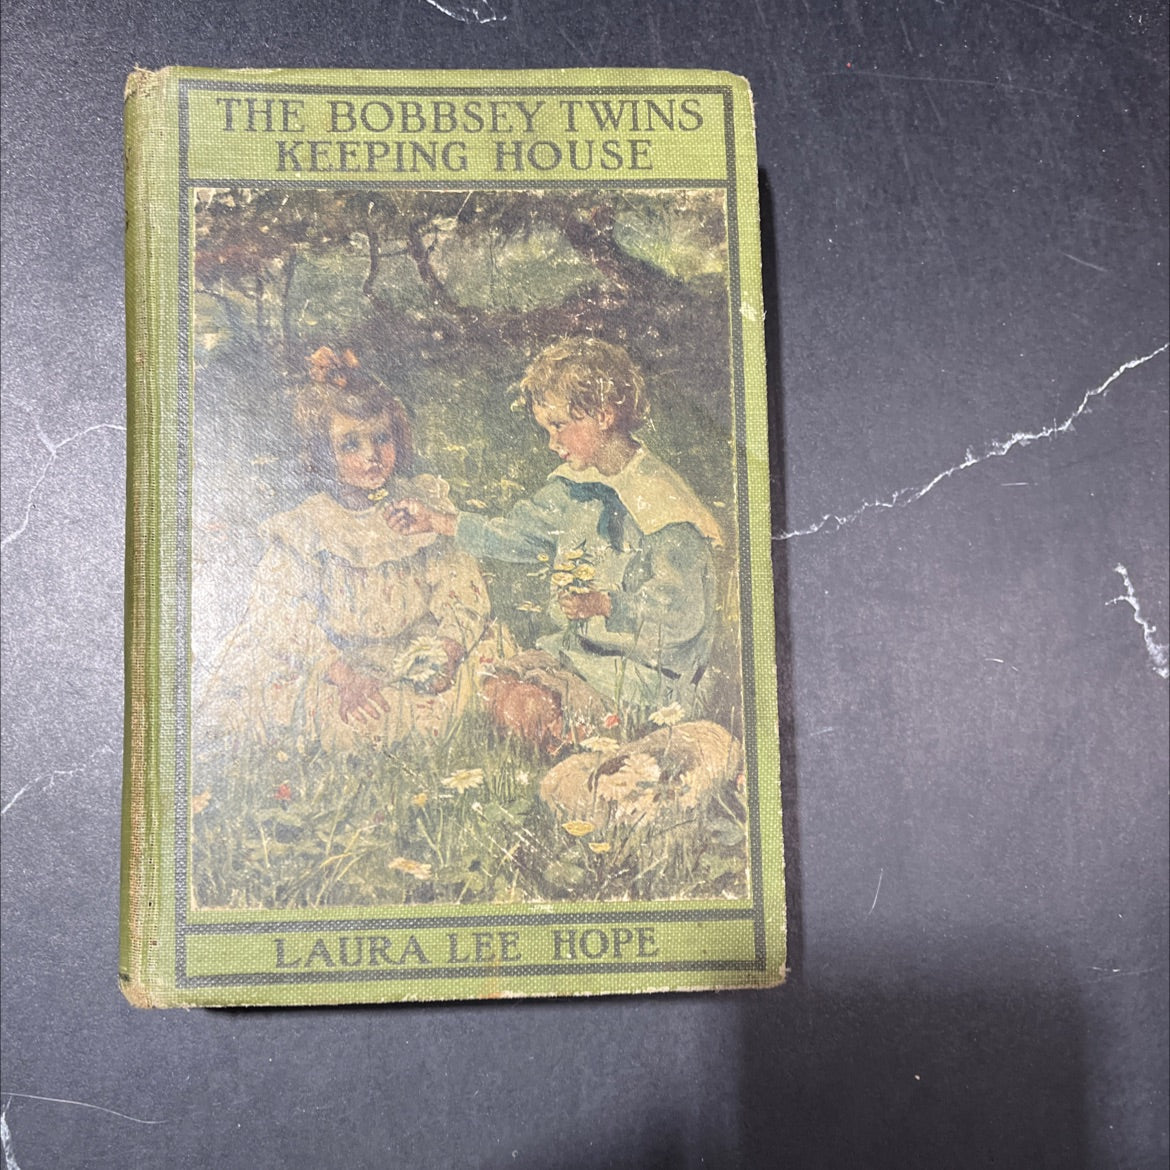 THE BOBBSEY TWINS
KEEPING HOUSE
LAURA LEE HOPE